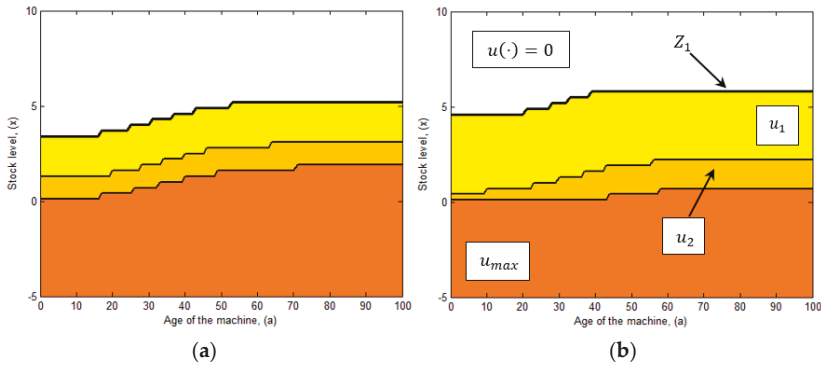 10
5
0
-5
Stock level, (x)
0 10 20 30 40 50 60 70 80 90 100
Age of the machine, (a)
(a)
10
5
0
-5
Stock level, (x)
u(·) = 0
Z₁
u₁
u₂
uₘₐₓ
0 10 20 30 40 50 60 70 80 90 100
Age of the machine, (a)
(b)